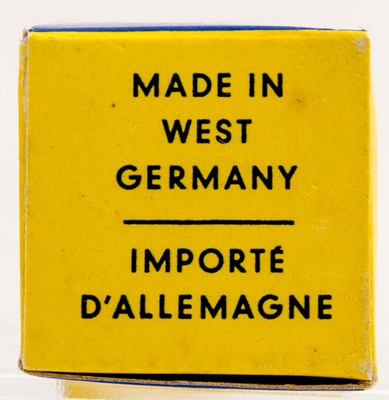 MADE IN
WEST
GERMANY
IMPORTÉ
D'ALLEMAGNE